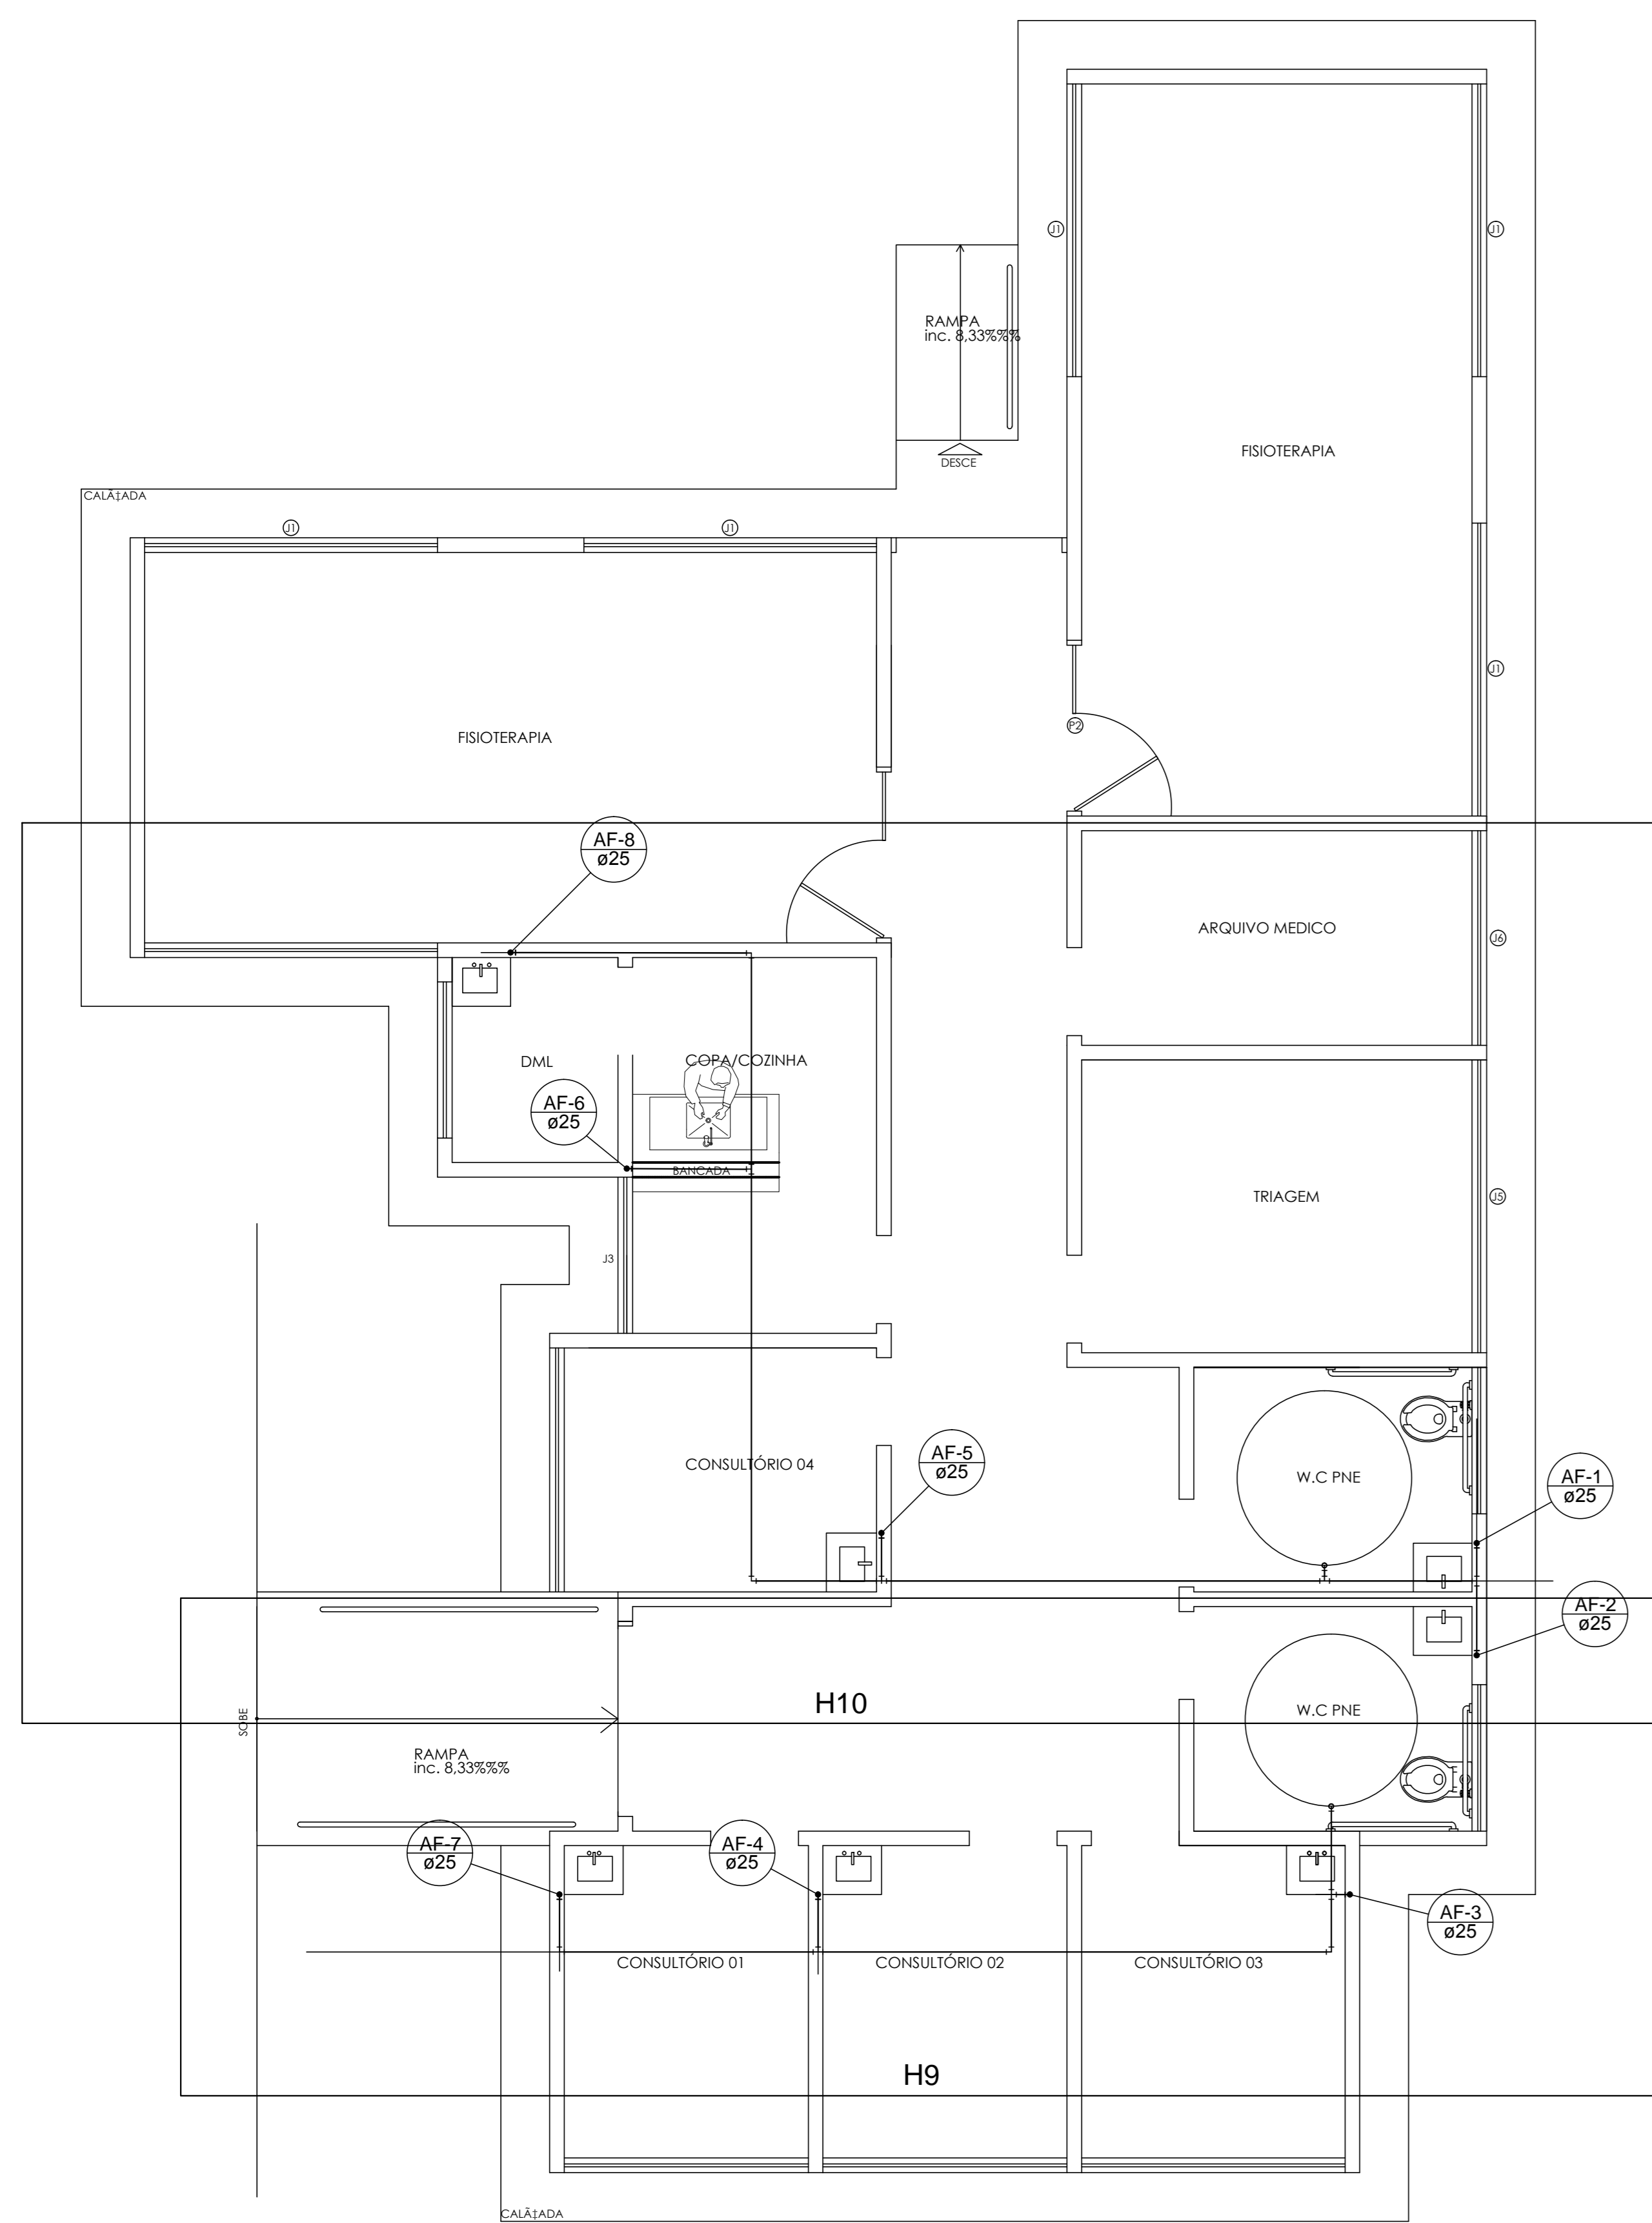 J1
J1
RAMPA
inc. 8,33%%%
FISIOTERAPIA
DESCE
CALÃ‡ADA
J1
J1
J1
P2
FISIOTERAPIA
AF-8
ø25
ARQUIVO MEDICO
J6
DML
COPA/COZINHA
AF-6
ø25
BANCADA
TRIAGEM
J5
J3
CONSULTÓRIO 04
AF-5
ø25
W.C PNE
AF-1
ø25
AF-2
ø25
H10
W.C PNE
SOBE
RAMPA
inc. 8,33%%%
AF-7
ø25
AF-4
ø25
AF-3
ø25
CONSULTÓRIO 01
CONSULTÓRIO 02
CONSULTÓRIO 03
H9
CALÃ‡ADA